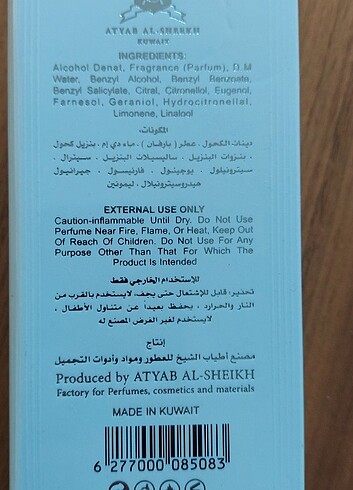 ATYAB AL-SHEIKH
KUWAIT
INGREDIENTS:
Alcohol Denat, Fragrance (Parfum), D.M
Water, Benzyl Alcohol, Benzyl Benzoate,
Benzyl Salicylate, Citral, Citronellol, Eugenol,
Farnesol, Geraniol, Hydrocitronellal,
Limonene, Linalool
المكونات:
دينات الكحول ، عطر ( بارفان) ، ماء دي إم ، بنزيل كحول
، بنزوات البنزيل ، ساليسيلات البنزيل ، سيترال ،
سيترونيلول ، يوجينول ، فارنيسول ، جيرانيول
هيدروسيترونيلال ، ليمونين
EXTERNAL USE ONLY
Caution-inflammable Until Dry. Do Not Use
Perfume Near Fire, Flame, Or Heat, Keep Out
Of Reach Of Children. Do Not Use For Any
Purpose Other Than That For Which The
Product Is Intended
للاستخدام الخارجي فقط
تحذير، قابل للإشتعال حتى يجف، لايستخدم بالقرب من
النار والحرارة ، يحفظ بعيداً عن متناول الأطفال ،
لايستخدم لغير الغرض المصنع له
إنتاج
مصنع أطياب الشيخ للعطور ومواد وأدوات التجميل
Produced by ATYAB AL-SHEIKH
Factory for Perfumes, cosmetics and materials
MADE IN KUWAIT
6 277000 085083